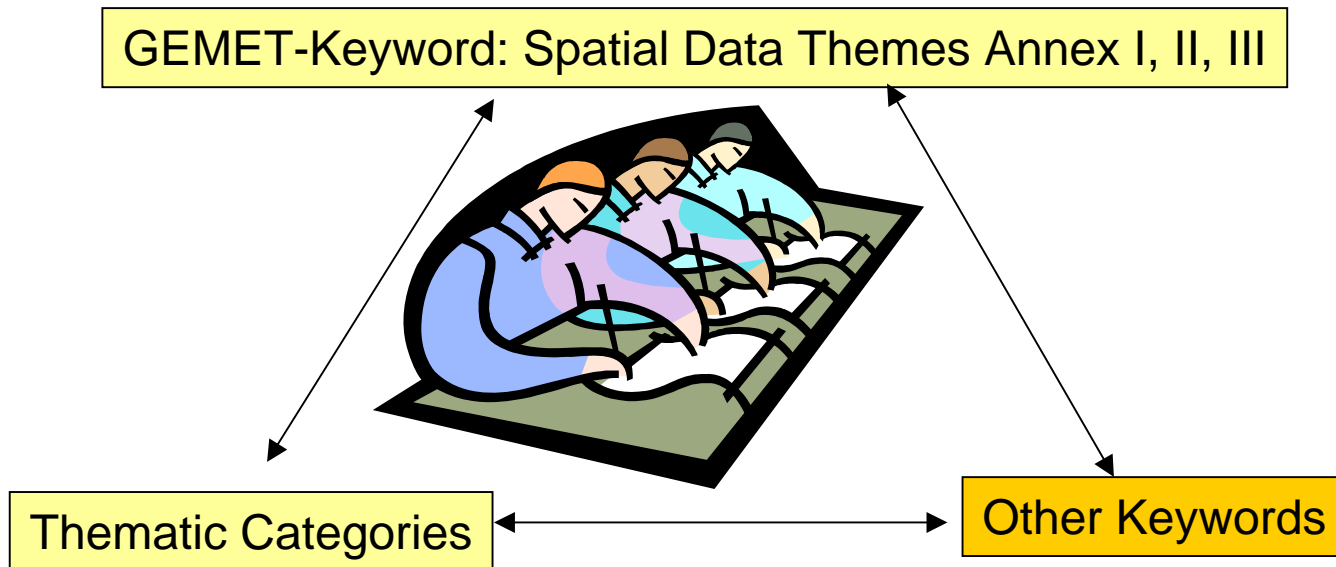 GEMET-Keyword: Spatial Data Themes Annex I, II, III
Thematic Categories
Other Keywords